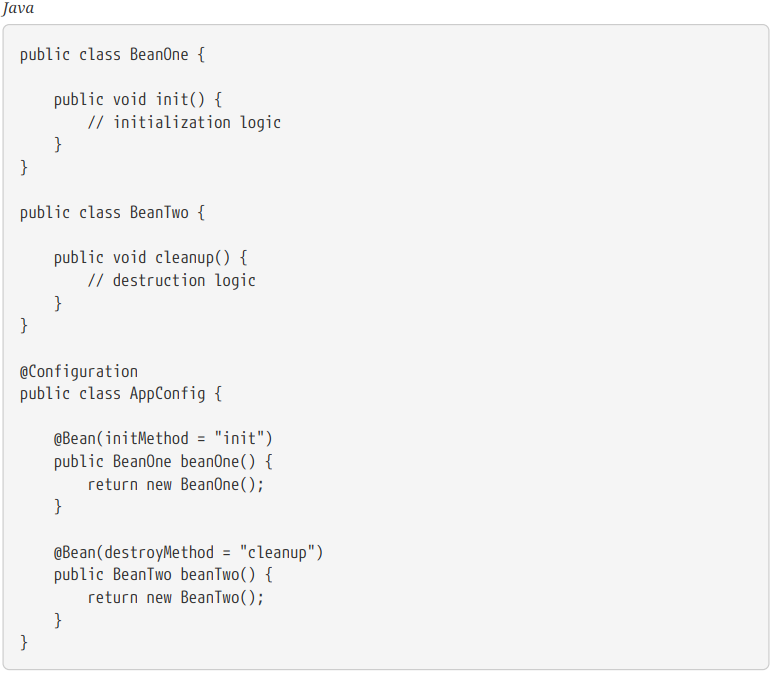 Java
public class BeanOne {
    public void init() {
        // initialization logic
    }
}
public class BeanTwo {
    public void cleanup() {
        // destruction logic
    }
}
@Configuration
public class AppConfig {
    @Bean(initMethod = "init")
    public BeanOne beanOne() {
        return new BeanOne();
    }
    @Bean(destroyMethod = "cleanup")
    public BeanTwo beanTwo() {
        return new BeanTwo();
    }
}